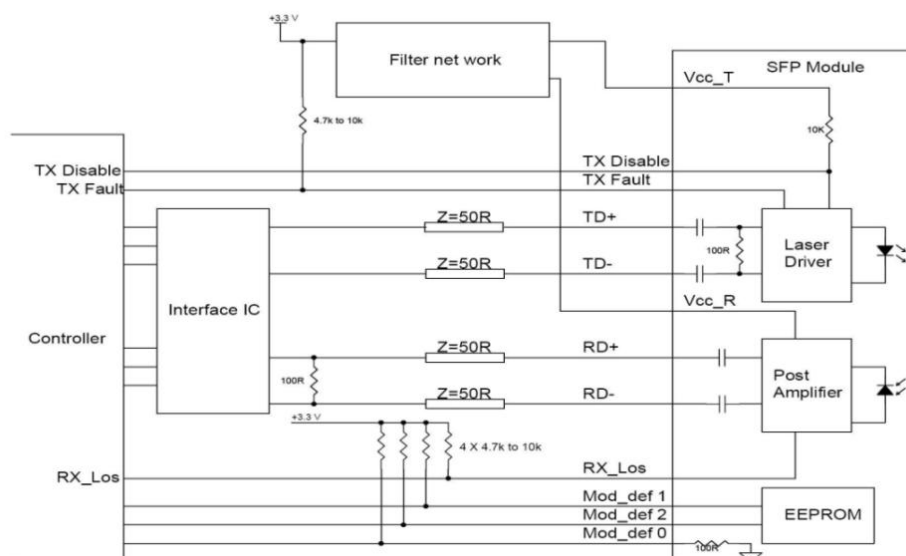 +3.3 V
Filter net work
SFP Module
Vcc_T
4.7k to 10k
10K
TX Disable
TX Disable
TX Fault
TX Fault
Z=50R
TD+
100R
Laser
Driver
Z=50R
TD-
Interface IC
Vcc_R
Controller
Z=50R
RD+
100R
Post
Amplifier
Z=50R
RD-
+3.3 V
4 X 4.7k to 10k
RX_Los
RX_Los
Mod_def 1
Mod_def 2
EEPROM
Mod_def 0
100R